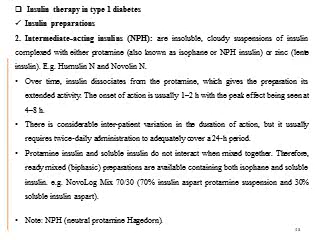 ❑ Insulin therapy in type 1 diabetes
✓ Insulin preparations
2. Intermediate-acting insulins (NPH): are insoluble, cloudy suspensions of insulin
complexed with either protamine (also known as isophane or NPH insulin) or zinc (lente
insulin). E.g. Humulin N and Novolin N.
• Over time, insulin dissociates from the protamine, which gives the preparation its
extended activity. The onset of action is usually 1–2 h with the peak effect being seen at
4–8 h.
• There is considerable inter-patient variation in the duration of action, but it usually
requires twice-daily administration to adequately cover a 24-h period.
• Protamine insulin and soluble insulin do not interact when mixed together. Therefore,
ready mixed (biphasic) preparations are available containing both isophane and soluble
insulin. e.g. NovoLog Mix 70/30 (70% insulin aspart protamine suspension and 30%
soluble insulin aspart).
• Note: NPH (neutral protamine Hagedorn).